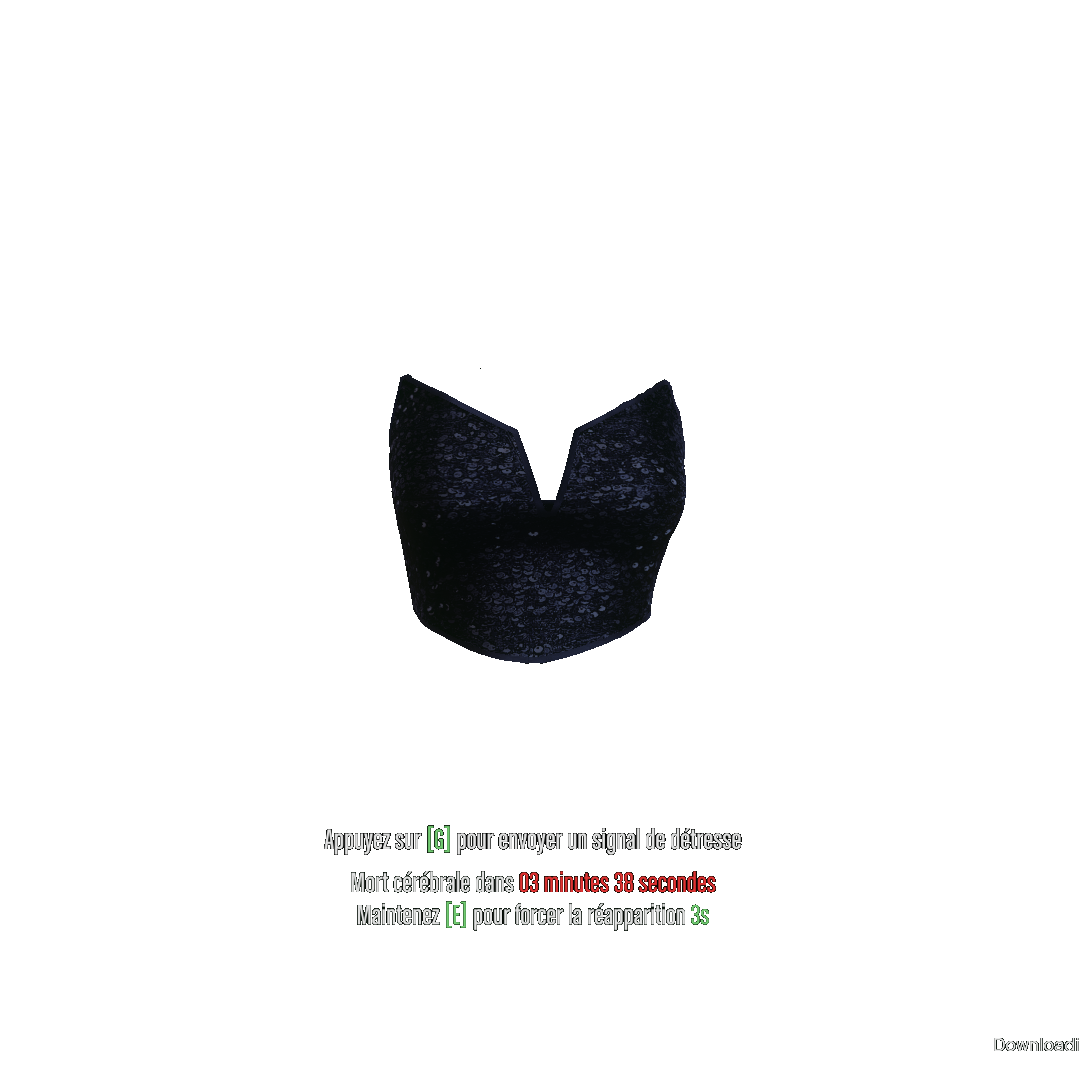 Appuyez sur [G] pour envoyer un signal de détresse
Mort cérébrale dans 03 minutes 38 secondes
Maintenez [E] pour forcer la réapparition 3s
Downloadi